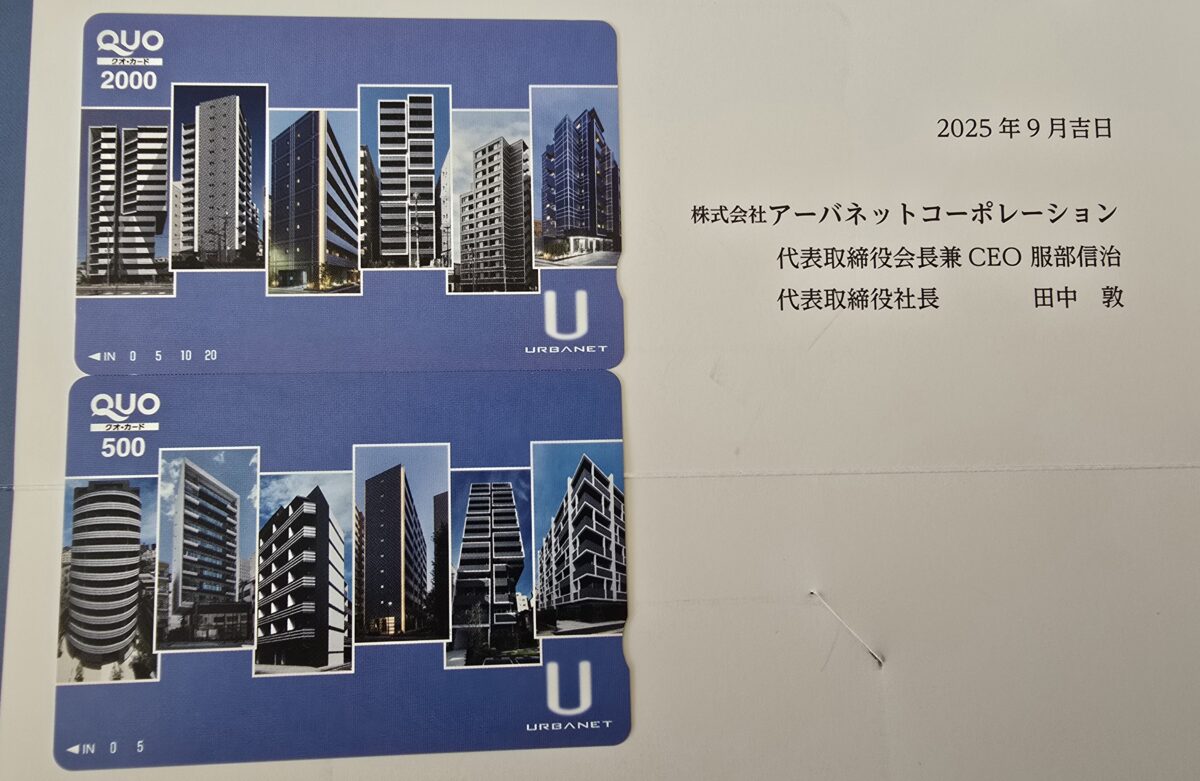 QUO
クオ・カード
2000
◀IN 0 5 10 20
U
URBANET
QUO
クオ・カード
500
◀IN 0 5
U
URBANET
2025年9月吉日
株式会社アーバネットコーポレーション
代表取締役会長兼CEO 服部信治
代表取締役社長 田中 敦